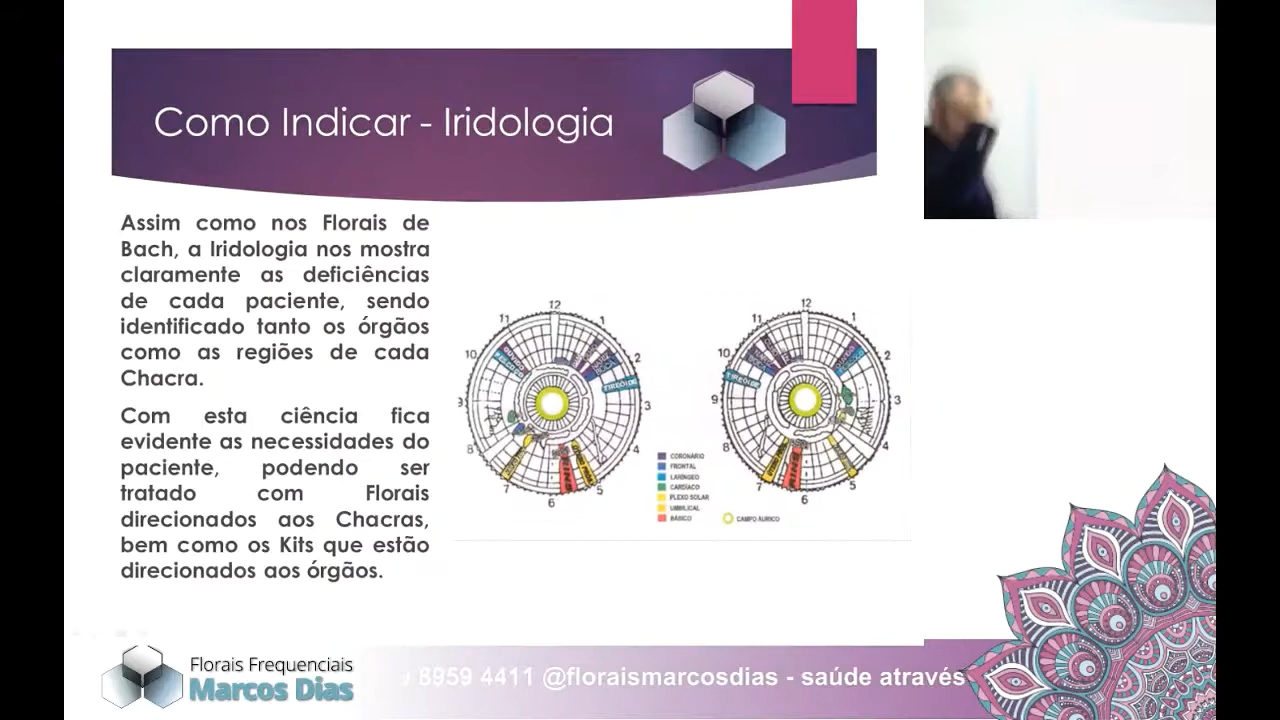 Como Indicar - Iridologia
Assim como nos Florais de
Bach, a Iridologia nos mostra
claramente as deficiências
de cada paciente, sendo
identificado tanto os órgãos
como as regiões de cada
Chacra.
Com esta ciência fica
evidente as necessidades do
paciente, podendo ser
tratado com Florais
direcionados aos Chacras,
bem como os Kits que estão
direcionados aos órgãos.
12
11
1
10
2
TIREÓIDE
3
8
4
7
5
6
12
11
1
10
2
TIREÓIDE
9
3
8
4
7
5
6
CORONÁRIO
FRONTAL
LARÍNGEO
CARDÍACO
PLEXO SOLAR
UMBILICAL
BÁSICO
CAMPO ÁURICO
Florais Frequenciais
Marcos Dias
8959 4411 @floraismarcosdias - saúde através